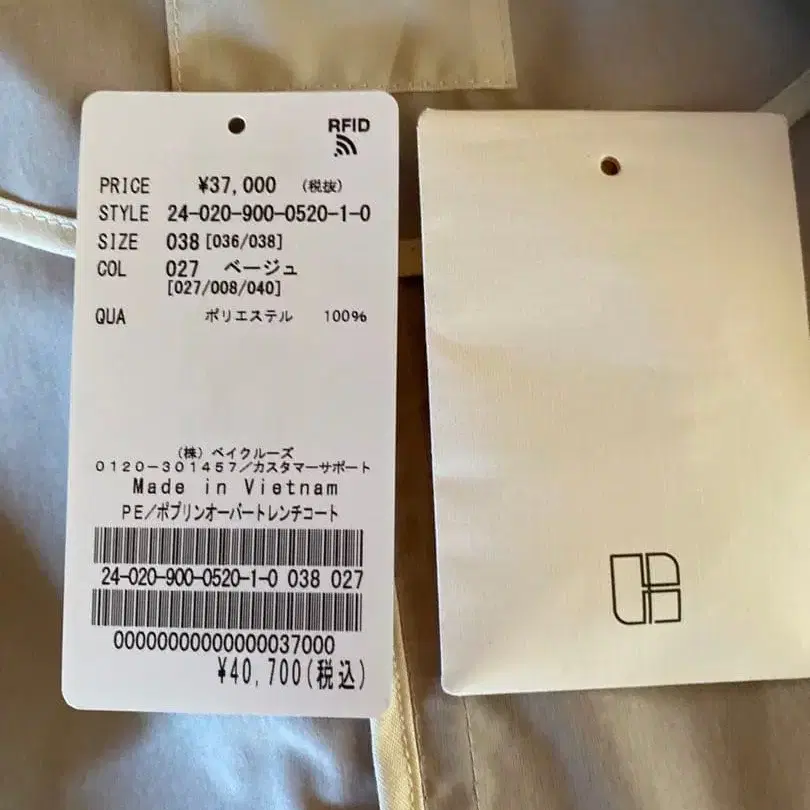 RFID
PRICE ¥37,000 (税抜)
STYLE 24-020-900-0520-1-0
SIZE 038 [036/038]
COL 027 ベージュ
[027/008/040]
QUA ポリエステル 100%
(株) ベイクルーズ
0120-301457/カスタマーサポート
Made in Vietnam
PE/ポプリンオーバートレンチコート
24-020-900-0520-1-0 038 027
00000000000000037000
¥40,700(税込)